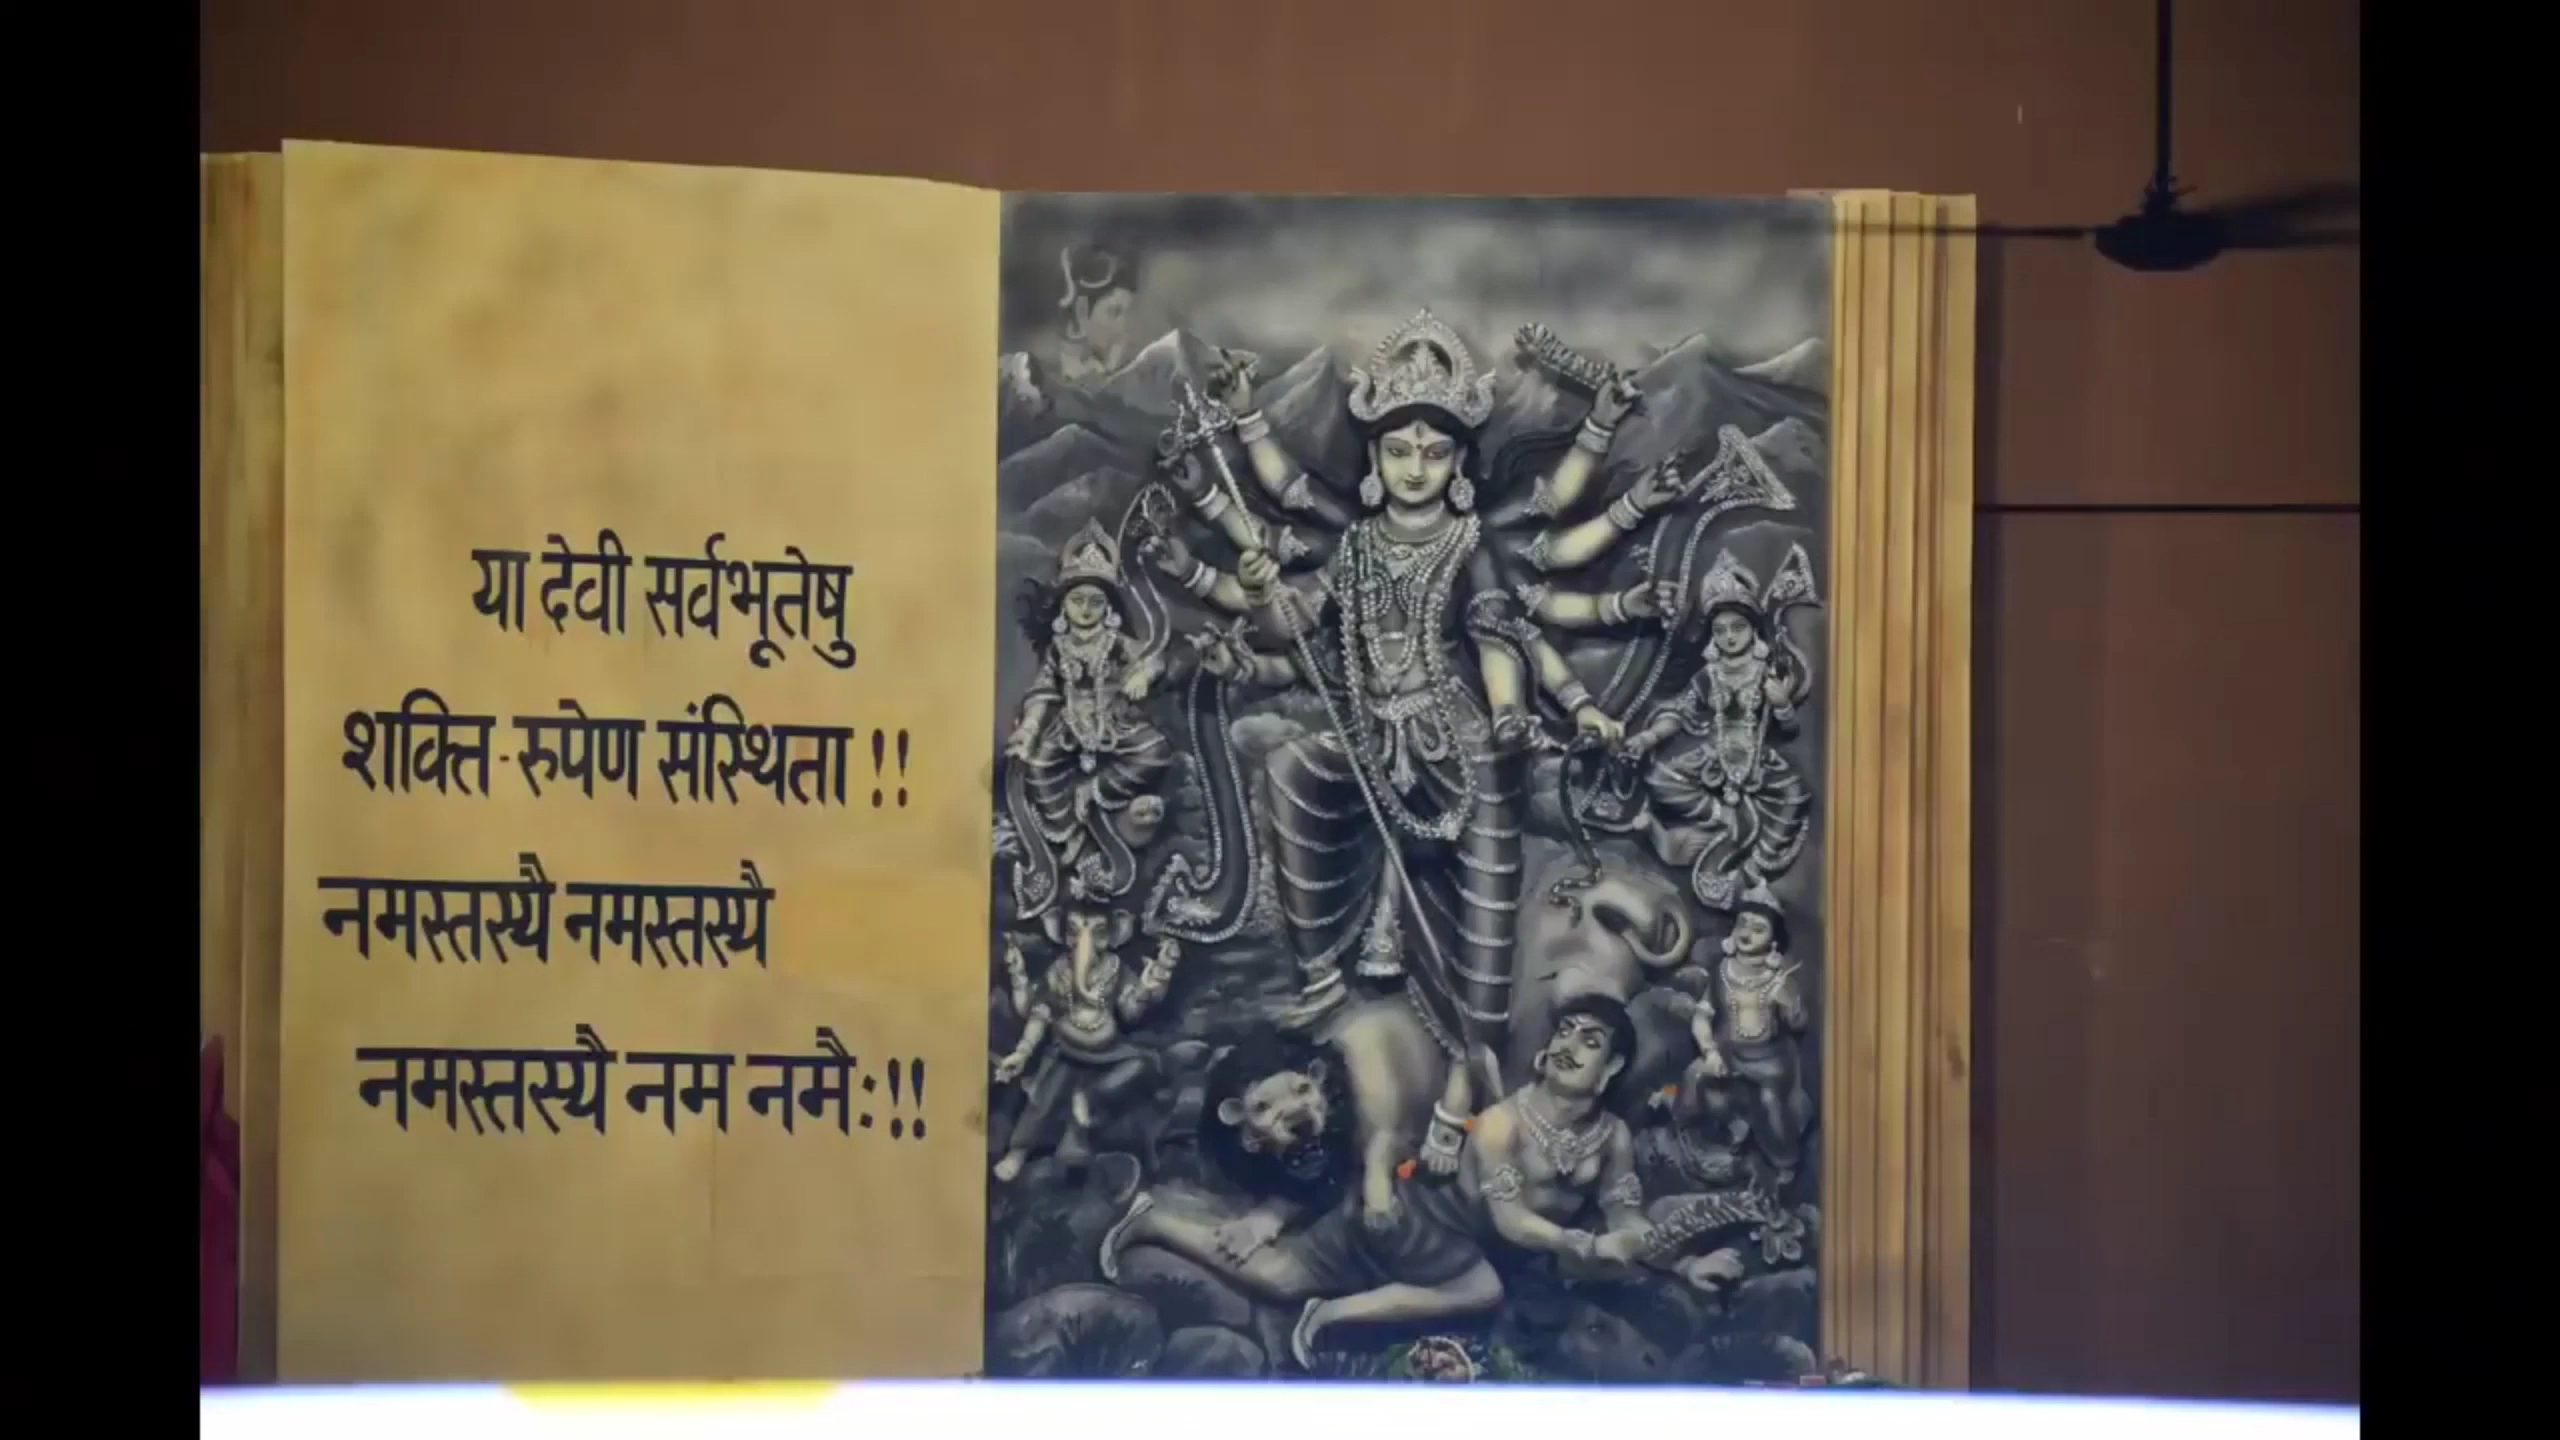 या देवी सर्वभूतेषु
शक्ति-रुपेण संस्थिता !!
नमस्तस्यै नमस्तस्यै
नमस्तस्यै नम नमैः!!